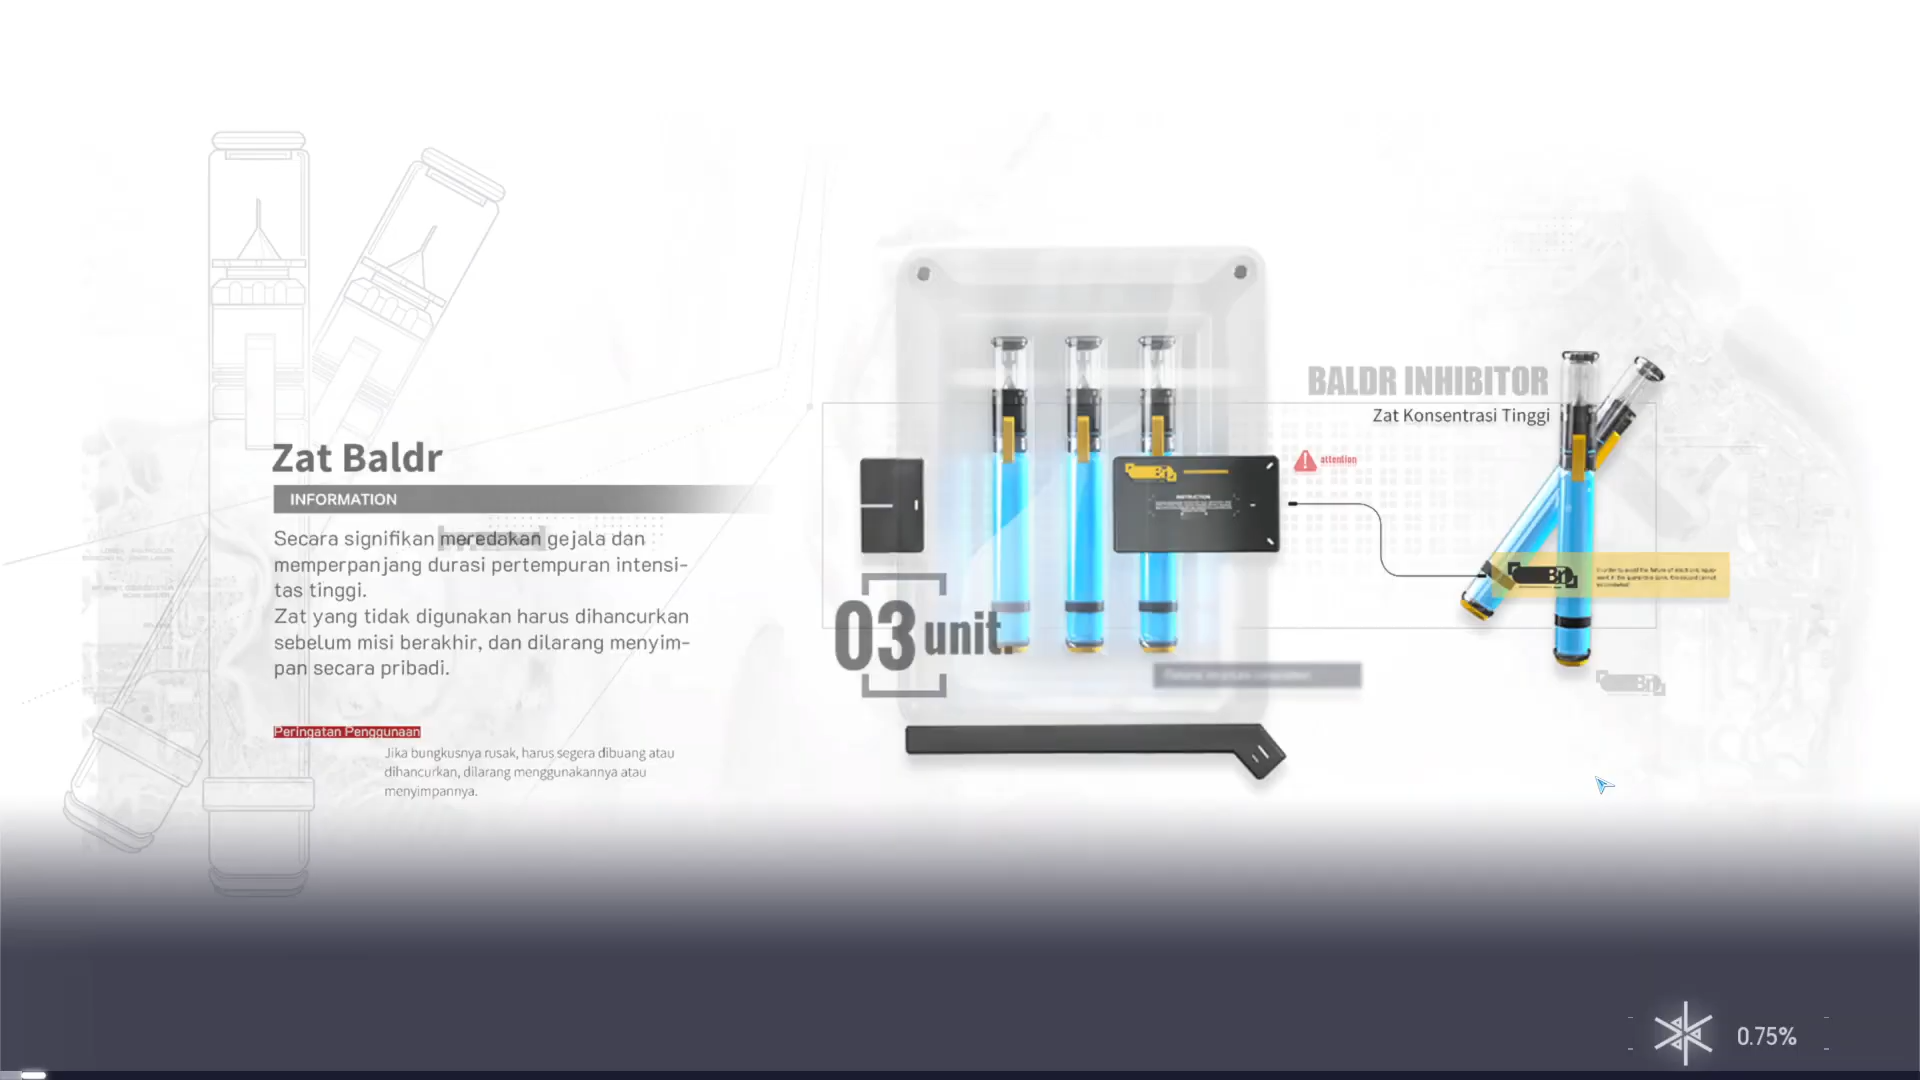 Zat Baldr
INFORMATION
Secara signifikan meredakan gejala dan
memperpanjang durasi pertempuran intensi-
tas tinggi.
Zat yang tidak digunakan harus dihancurkan
sebelum misi berakhir, dan dilarang menyim-
pan secara pribadi.
Peringatan Penggunaan
Jika bungkusnya rusak, harus segera dibuang atau
dihancurkan, dilarang menggunakannya atau
menyimpannya.
INSTRUCTION
03 unit.
BALDR INHIBITOR
Zat Konsentrasi Tinggi
attention
0.75%